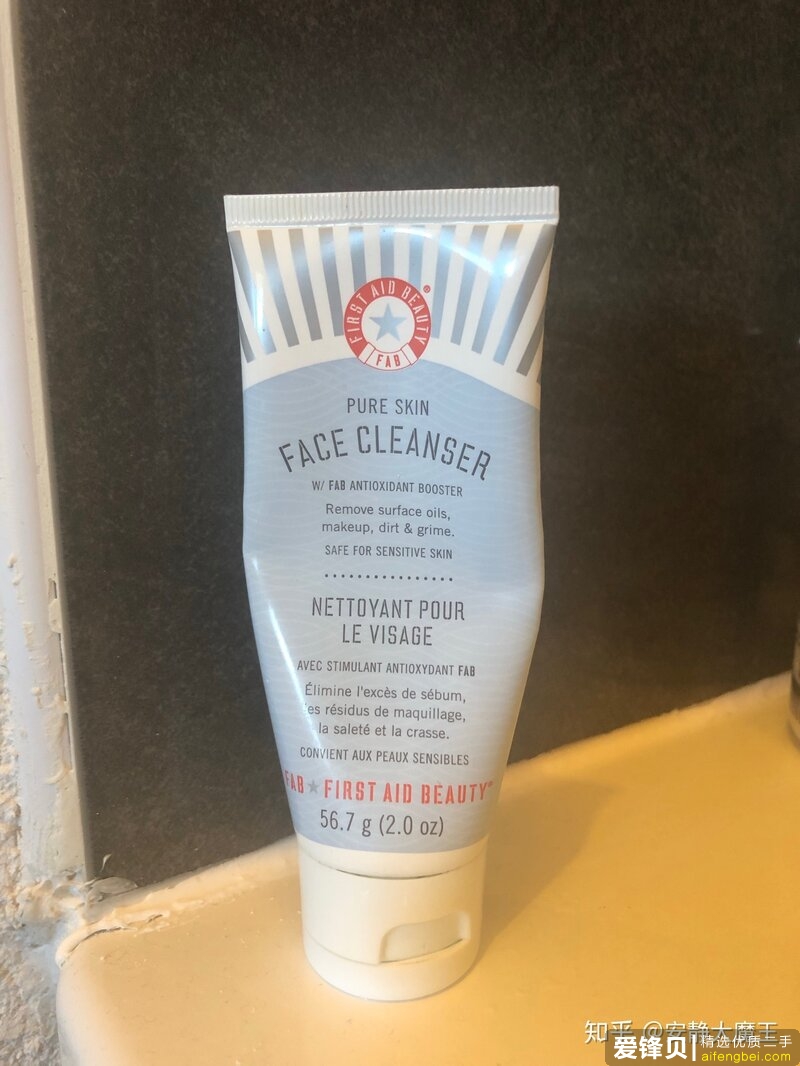 FIRST AID BEAUTY®
FAB
PURE SKIN
FACE CLEANSER
W/ FAB ANTIOXIDANT BOOSTER
Remove surface oils,
makeup, dirt & grime.
SAFE FOR SENSITIVE SKIN
NETTOYANT POUR
LE VISAGE
AVEC STIMULANT ANTIOXYDANT FAB
Élimine l'excès de sébum,
les résidus de maquillage,
la saleté et la crasse.
CONVIENT AUX PEAUX SENSIBLES
FAB★FIRST AID BEAUTY®
56.7 g (2.0 oz)
知乎 @安静大魔王
爱锋贝|精选优质二手
aifengbei.com